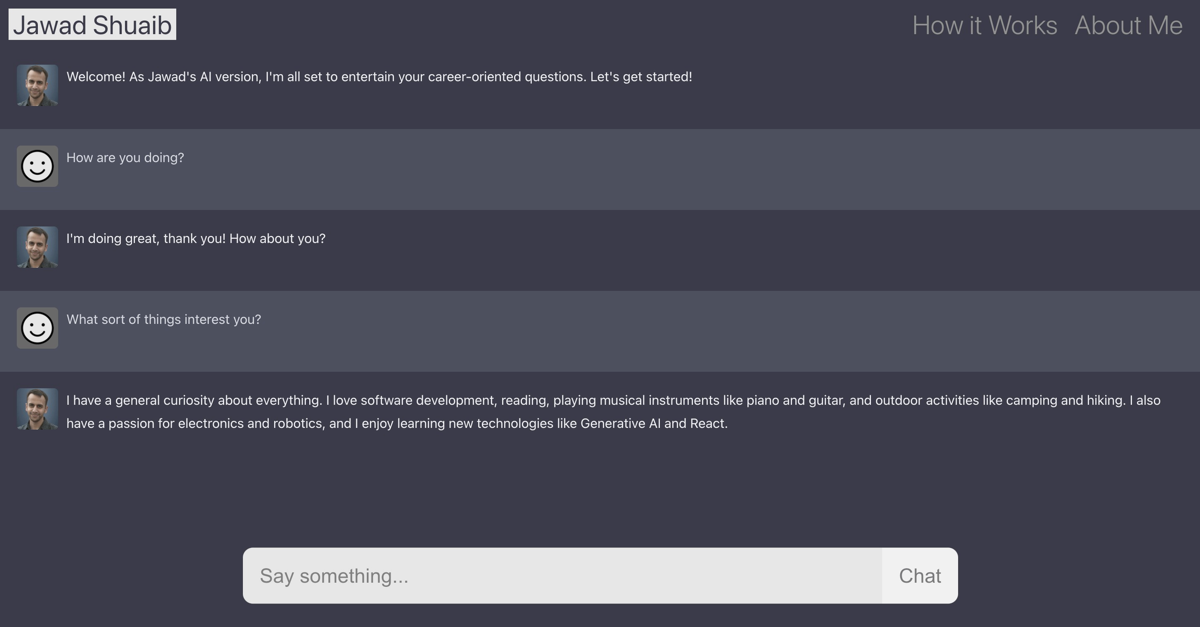 Jawad Shuaib
How it Works About Me
Welcome! As Jawad's AI version, I'm all set to entertain your career-oriented questions. Let's get started!
How are you doing?
I'm doing great, thank you! How about you?
What sort of things interest you?
I have a general curiosity about everything. I love software development, reading, playing musical instruments like piano and guitar, and outdoor activities like camping and hiking. I also
have a passion for electronics and robotics, and I enjoy learning new technologies like Generative AI and React.
Say something...
Chat